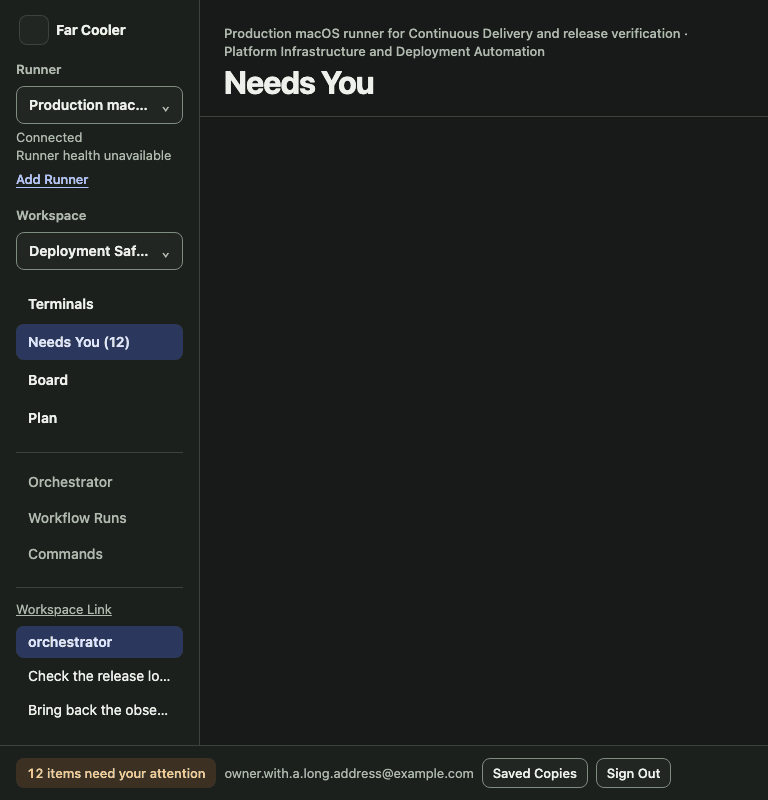 Far Cooler
Runner
Production mac...
Connected
Runner health unavailable
Add Runner
Workspace
Deployment Saf...
Terminals
Needs You (12)
Board
Plan
Orchestrator
Workflow Runs
Commands
Workspace Link
orchestrator
Check the release lo...
Bring back the obse...
Production macOS runner for Continuous Delivery and release verification ·
Platform Infrastructure and Deployment Automation
Needs You
12 items need your attention
owner.with.a.long.address@example.com
Saved Copies
Sign Out